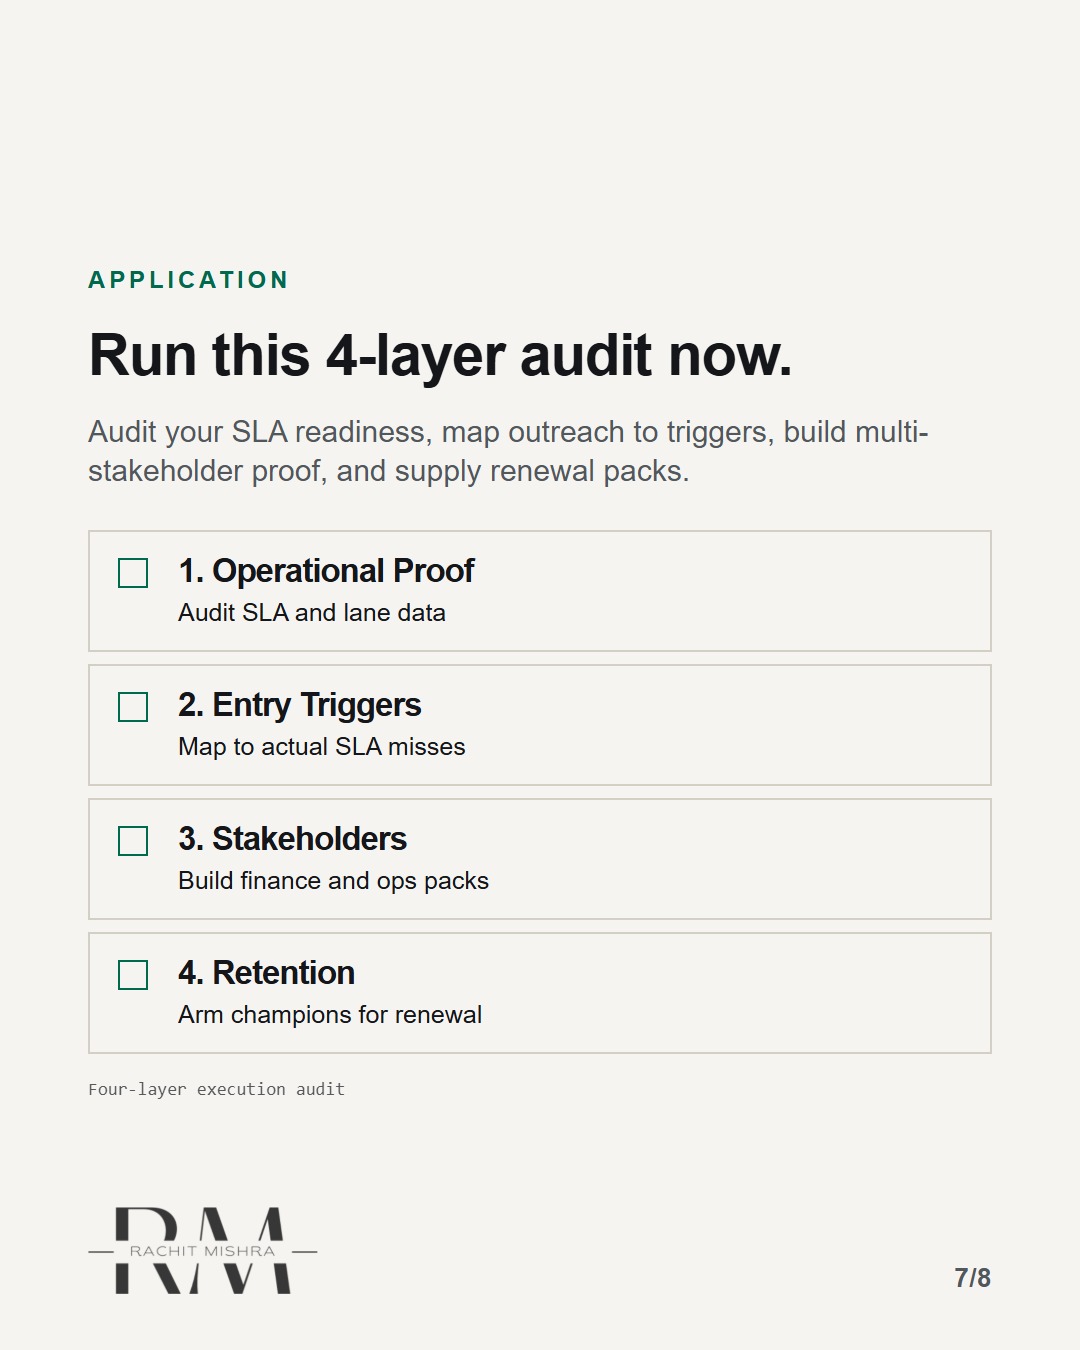 APPLICATION
Run this 4-layer audit now.
Audit your SLA readiness, map outreach to triggers, build multi-
stakeholder proof, and supply renewal packs.
1. Operational Proof
Audit SLA and lane data
2. Entry Triggers
Map to actual SLA misses
3. Stakeholders
Build finance and ops packs
4. Retention
Arm champions for renewal
Four-layer execution audit
RM
RACHIT MISHRA
7/8